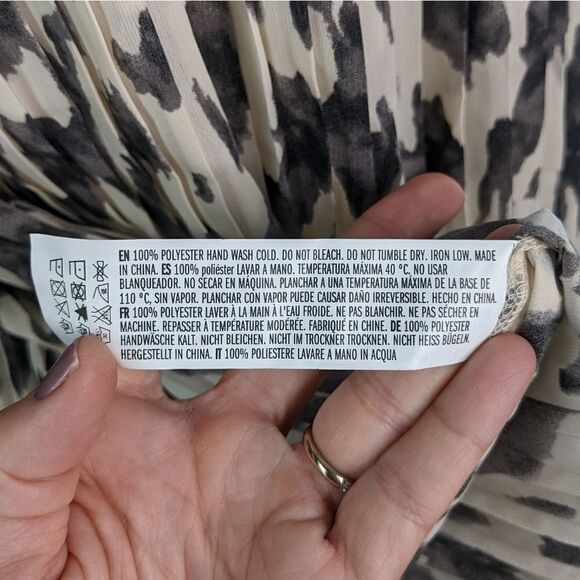 EN 100% POLYESTER HAND WASH COLD. DO NOT BLEACH. DO NOT TUMBLE DRY. IRON LOW. MADE
IN CHINA. ES 100% poliéster LAVAR A MANO. TEMPERATURA MÁXIMA 40 °C, NO USAR
BLANQUEADOR. NO SECAR EN MÁQUINA. PLANCHAR A UNA TEMPERATURA MÁXIMA DE LA BASE DE
110 °C, SIN VAPOR. PLANCHAR CON VAPOR PUEDE CAUSAR DAÑO IRREVERSIBLE. HECHO EN CHINA.
FR 100% POLYESTER LAVER À LA MAIN À L'EAU FROIDE. NE PAS BLANCHIR. NE PAS SÉCHER EN
MACHINE. REPASSER À TEMPÉRATURE MODÉRÉE. FABRIQUÉ EN CHINE. DE 100% POLYESTER
HANDWÄSCHE KALT. NICHT BLEICHEN. NICHT IM TROCKNER TROCKNEN. NICHT HEISS BÜGELN.
HERGESTELLT IN CHINA. IT 100% POLIESTERE LAVARE A MANO IN ACQUA